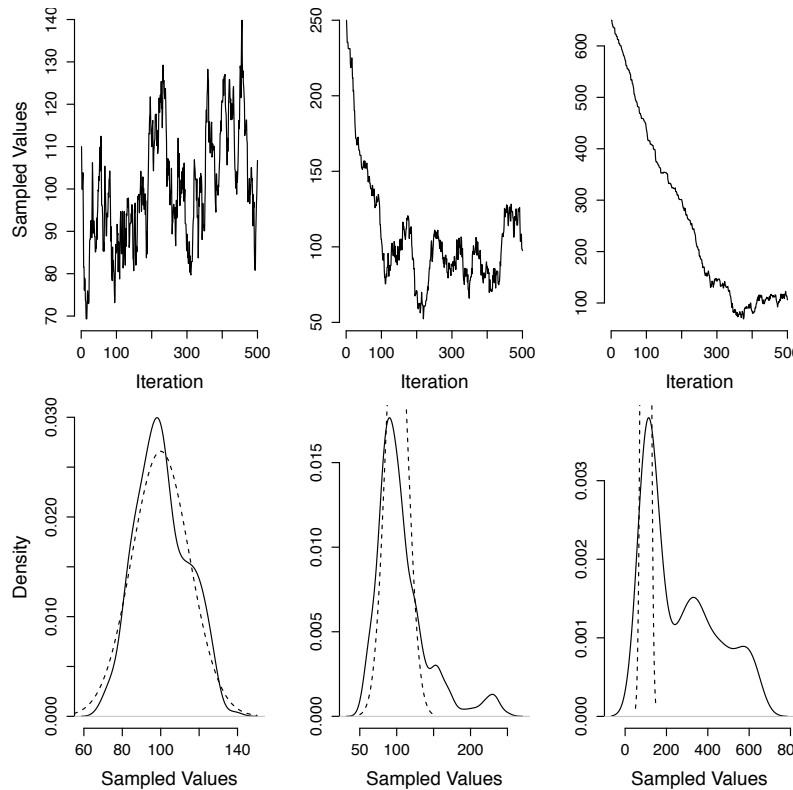 Sampled Values
70 80 90 100 110 120 130 140
0 100 300 500
Iteration
50 100 150 200 250
0 100 300 500
Iteration
100 200 300 400 500 600
0 100 300 500
Iteration
Density
0.000 0.010 0.020 0.030
60 80 100 140
Sampled Values
0.000 0.005 0.010 0.015
50 100 200
Sampled Values
0.000 0.001 0.002 0.003
0 200 400 600 80
Sampled Values